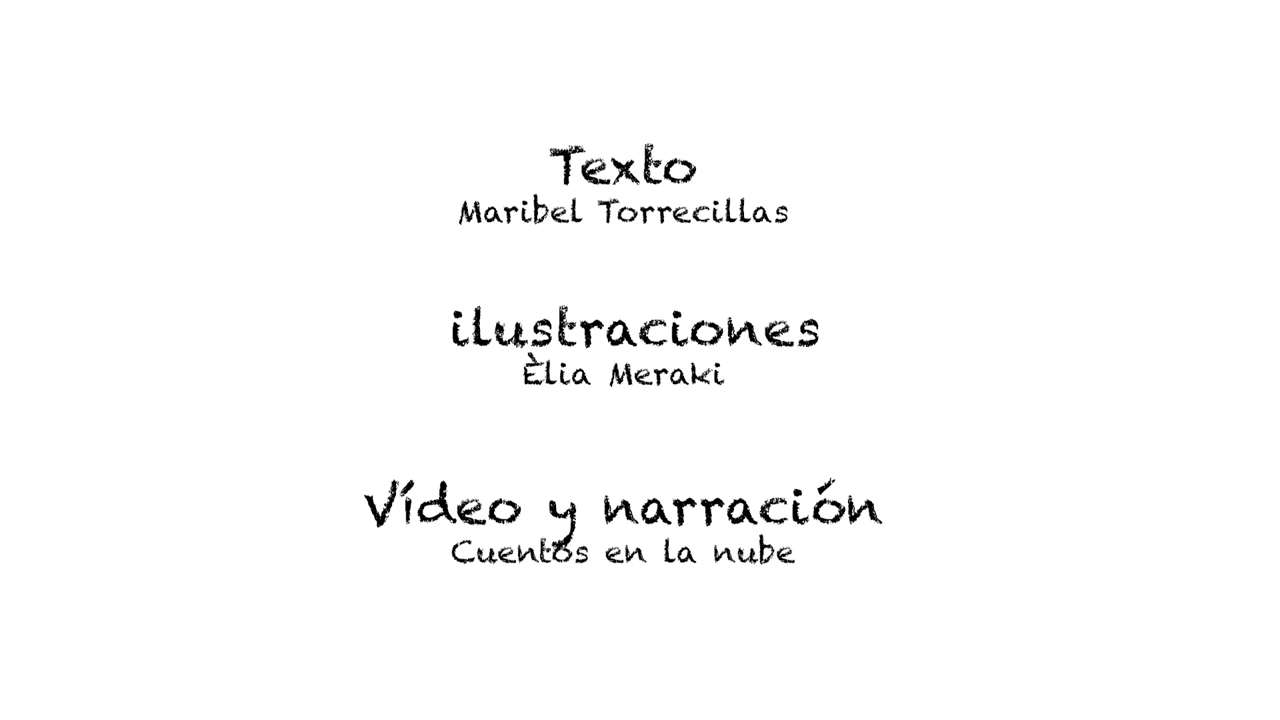 Texto
Maribel Torrecillas
ilustraciones
Èlia Meraki
Vídeo y narración
Cuentos en la nube